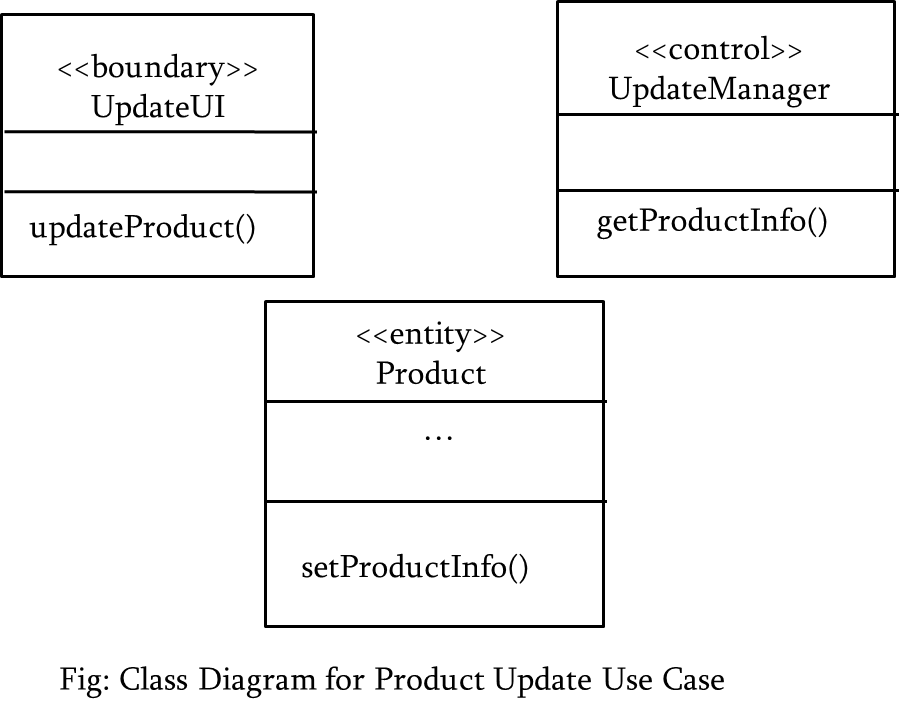 <<boundary>>
UpdateUI
updateProduct()
<<control>>
UpdateManager
getProductInfo()
<<entity>>
Product
...
setProductInfo()
Fig: Class Diagram for Product Update Use Case